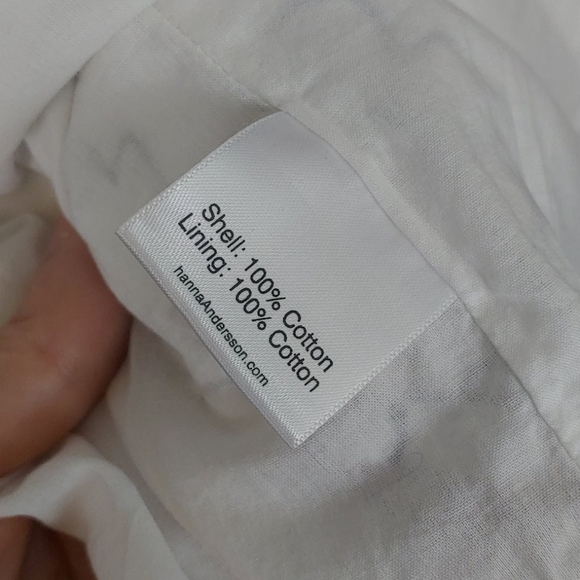 Shell: 100% Cotton
Lining: 100% Cotton
hannaAndersson.com